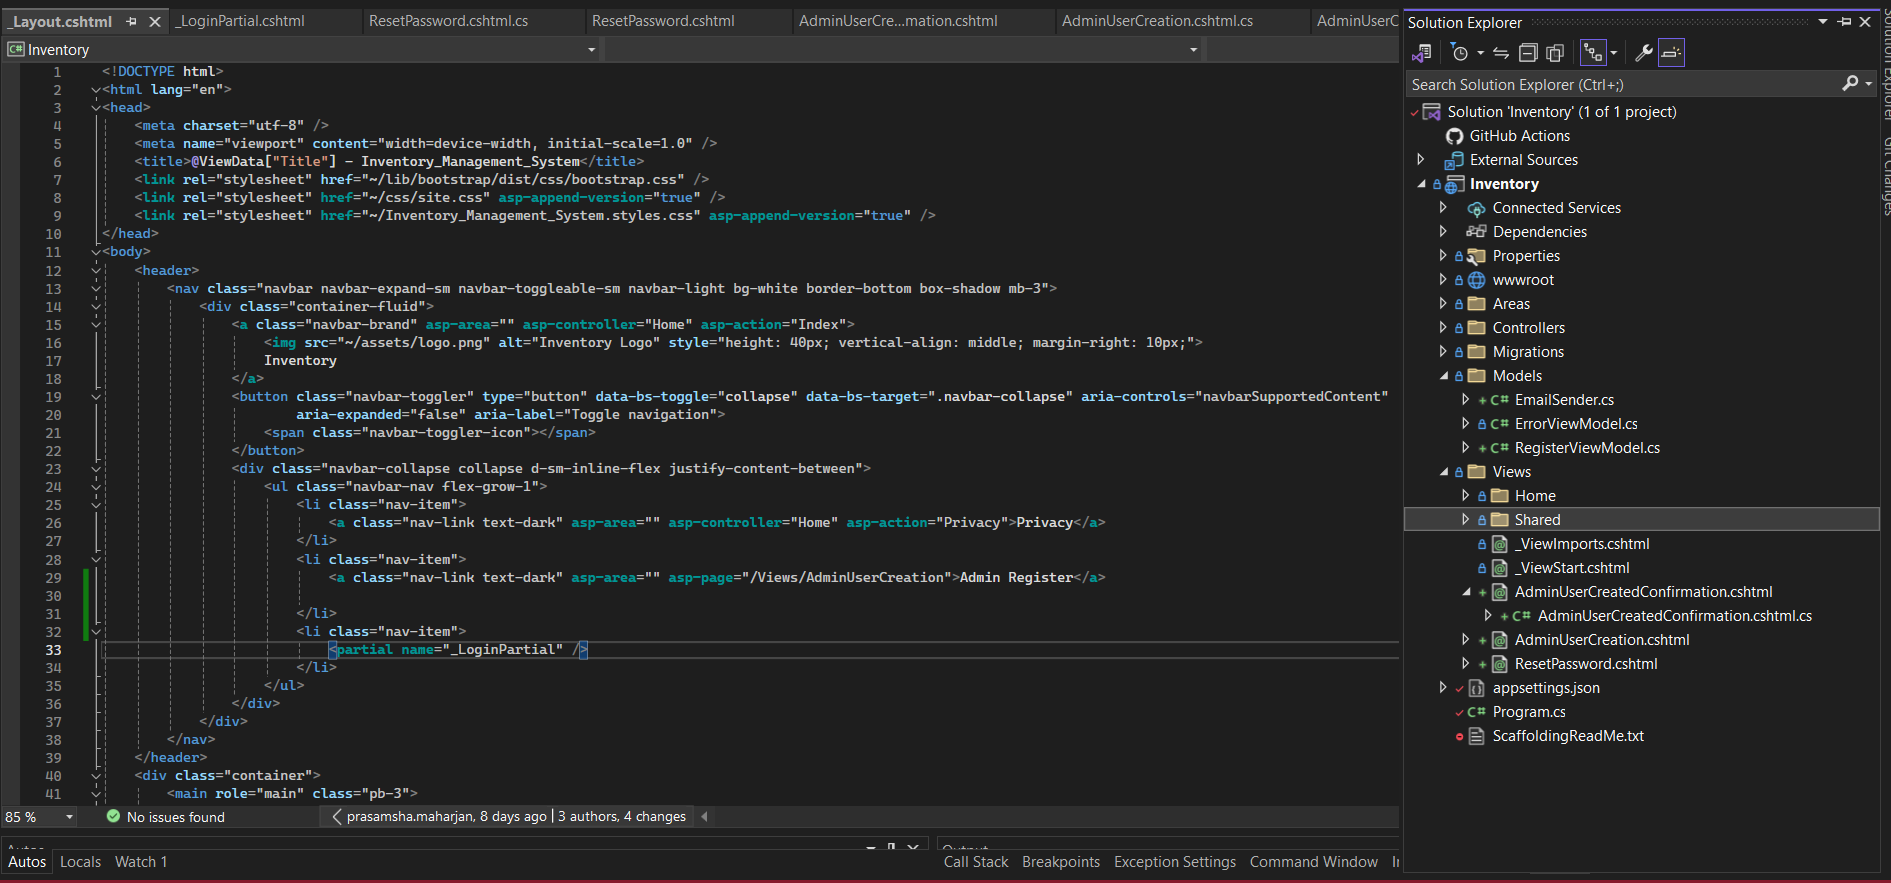 _Layout.cshtml
_LoginPartial.cshtml
ResetPassword.cshtml.cs
ResetPassword.cshtml
AdminUserCre...mation.cshtml
AdminUserCreation.cshtml.cs
AdminUserC
C# Inventory
1 <!DOCTYPE html>
2 <html lang="en">
3 <head>
4 <meta charset="utf-8" />
5 <meta name="viewport" content="width=device-width, initial-scale=1.0" />
6 <title>@ViewData["Title"] - Inventory_Management_System</title>
7 <link rel="stylesheet" href="~/lib/bootstrap/dist/css/bootstrap.css" />
8 <link rel="stylesheet" href="~/css/site.css" asp-append-version="true" />
9 <link rel="stylesheet" href="~/Inventory_Management_System.styles.css" asp-append-version="true" />
10 </head>
11 <body>
12 <header>
13 <nav class="navbar navbar-expand-sm navbar-toggleable-sm navbar-light bg-white border-bottom box-shadow mb-3">
14 <div class="container-fluid">
15 <a class="navbar-brand" asp-area="" asp-controller="Home" asp-action="Index">
16 <img src="~/assets/logo.png" alt="Inventory Logo" style="height: 40px; vertical-align: middle; margin-right: 10px;">
17 Inventory
18 </a>
19 <button class="navbar-toggler" type="button" data-bs-toggle="collapse" data-bs-target=".navbar-collapse" aria-controls="navbarSupportedContent"
20 aria-expanded="false" aria-label="Toggle navigation">
21 <span class="navbar-toggler-icon"></span>
22 </button>
23 <div class="navbar-collapse collapse d-sm-inline-flex justify-content-between">
24 <ul class="navbar-nav flex-grow-1">
25 <li class="nav-item">
26 <a class="nav-link text-dark" asp-area="" asp-controller="Home" asp-action="Privacy">Privacy</a>
27 </li>
28 <li class="nav-item">
29 <a class="nav-link text-dark" asp-area="" asp-page="/Views/AdminUserCreation">Admin Register</a>
30
31 </li>
32 <li class="nav-item">
33 <partial name="_LoginPartial" />
34 </li>
35 </ul>
36 </div>
37 </div>
38 </nav>
39 </header>
40 <div class="container">
41 <main role="main" class="pb-3">
85 %
No issues found
prasamsha.maharjan, 8 days ago | 3 authors, 4 changes
Autos
Output
Autos
Locals
Watch 1
Call Stack
Breakpoints
Exception Settings
Command Window
Solution Explorer
Search Solution Explorer (Ctrl+;)
Solution 'Inventory' (1 of 1 project)
GitHub Actions
External Sources
Inventory
Connected Services
Dependencies
Properties
wwwroot
Areas
Controllers
Migrations
Models
C# EmailSender.cs
C# ErrorViewModel.cs
C# RegisterViewModel.cs
Views
Home
Shared
_ViewImports.cshtml
_ViewStart.cshtml
AdminUserCreatedConfirmation.cshtml
C# AdminUserCreatedConfirmation.cshtml.cs
AdminUserCreation.cshtml
ResetPassword.cshtml
appsettings.json
C# Program.cs
ScaffoldingReadMe.txt
Solution Explorer
Git Changes